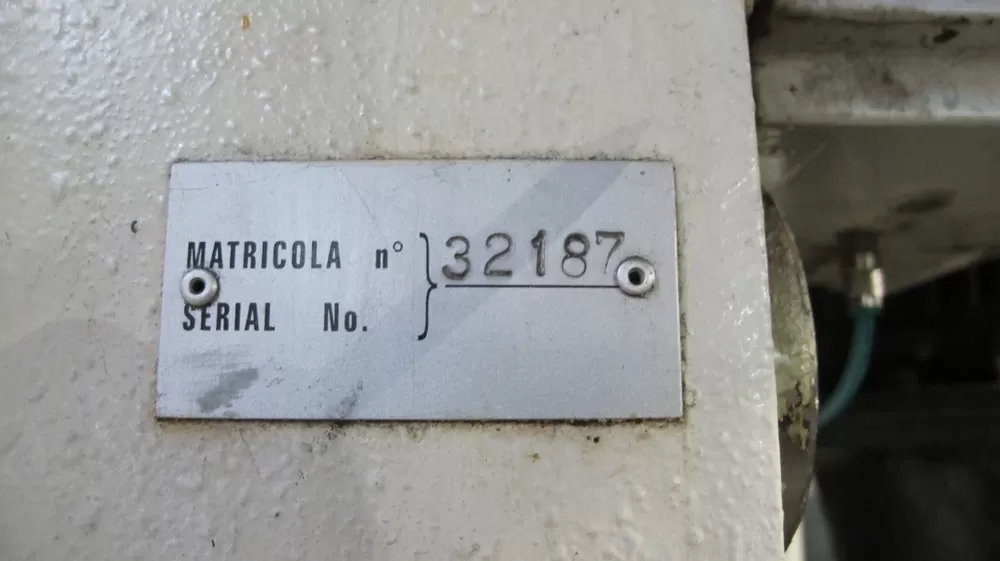 MATRICOLA n° } 32187
SERIAL No.